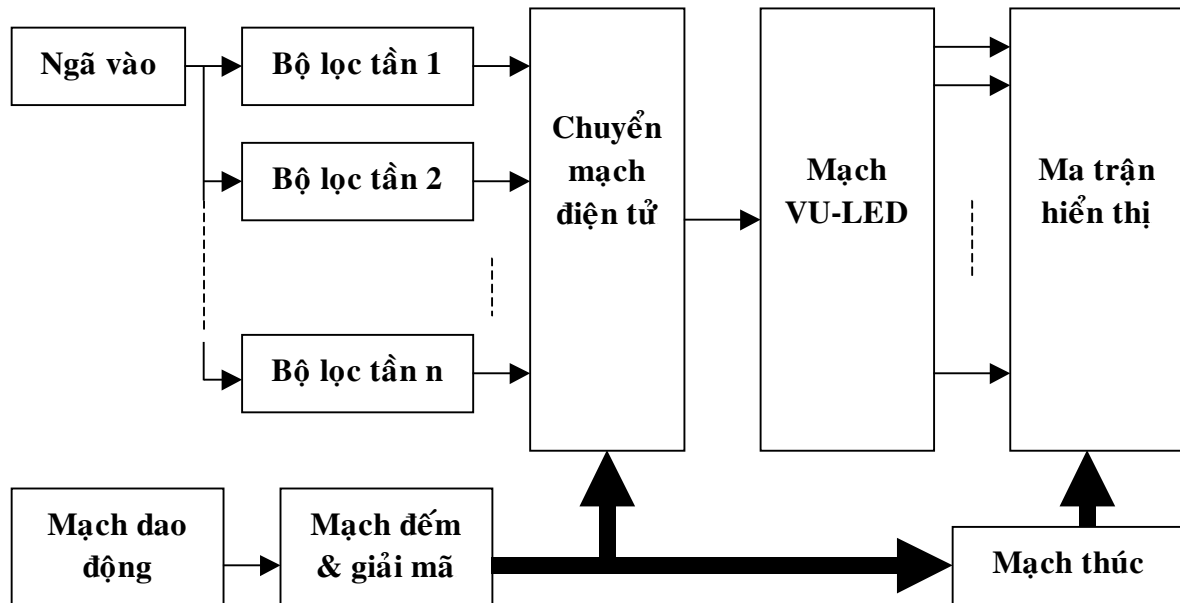 Ngã vào
Bộ lọc tần 1
Bộ lọc tần 2
Bộ lọc tần n
Chuyển
mạch
điện tử
Mạch
VU-LED
Ma trận
hiển thị
Mạch dao
động
Mạch đếm
& giải mã
Mạch thúc